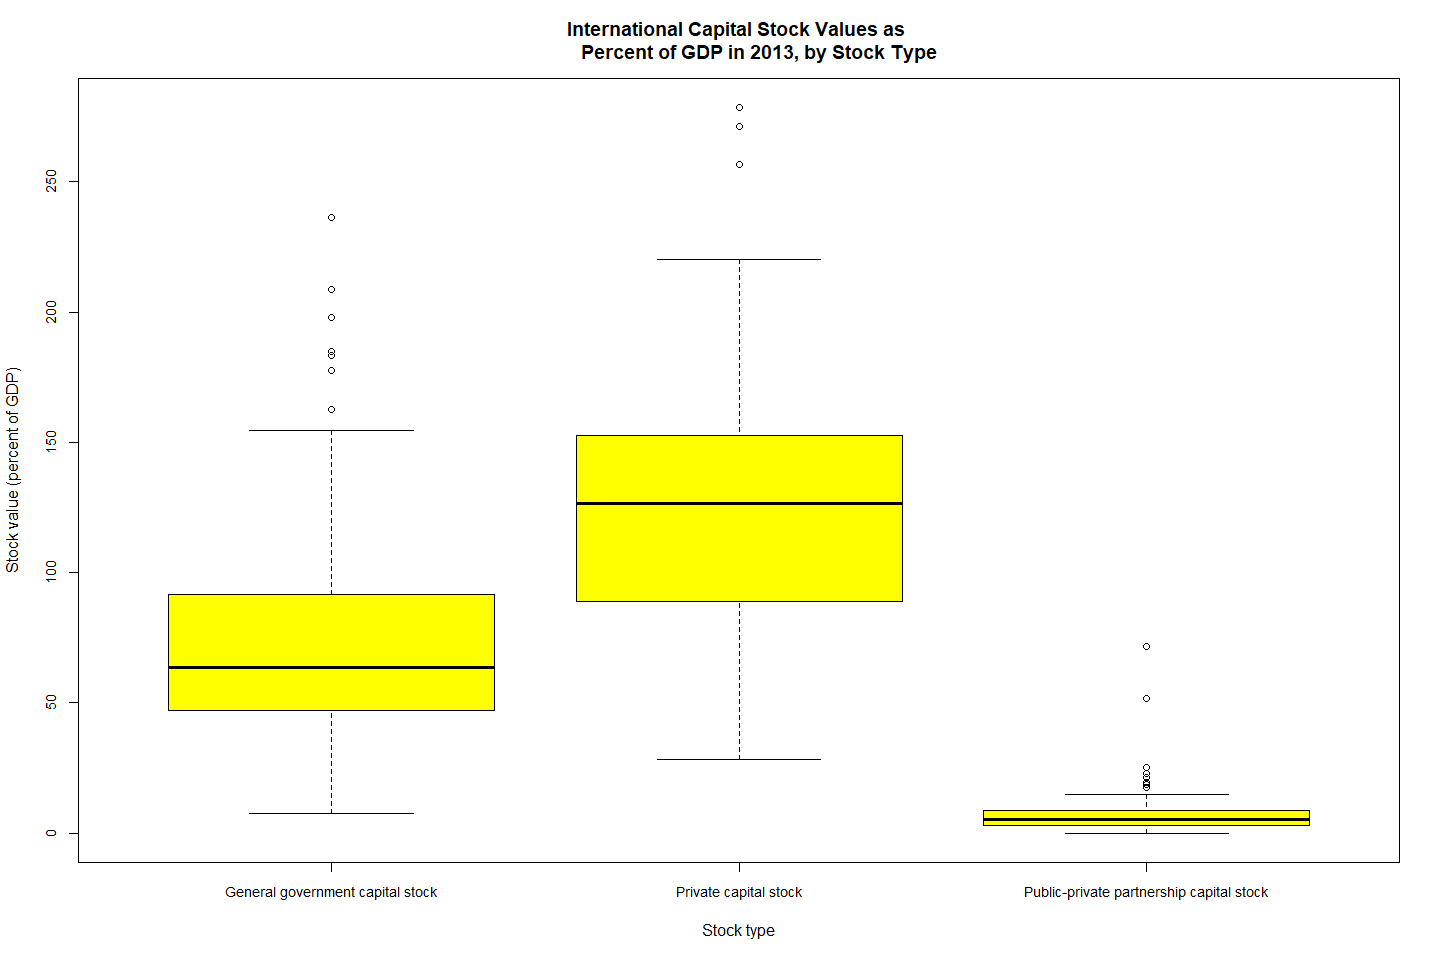 International Capital Stock Values as
Percent of GDP in 2013, by Stock Type
Stock value (percent of GDP)
250
200
150
100
50
0
General government capital stock
Private capital stock
Public-private partnership capital stock
Stock type